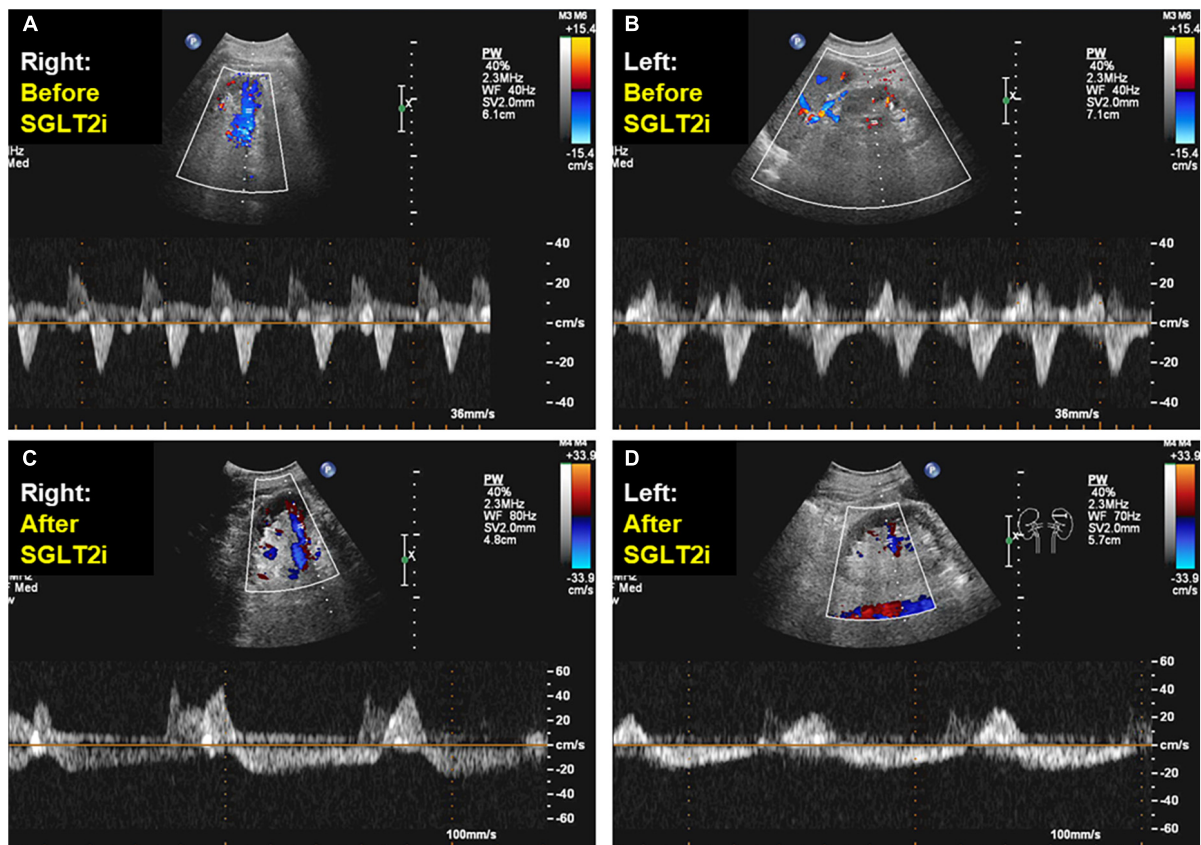 A
Right:
Before
SGLT2i
Hz
Med
P
PW
40%
2.3MHz
WF 40Hz
SV2.0mm
6.1cm
X
M3 M6
+15.4
-15.4
cm/s
40
20
cm/s
-20
-40
36mm/s
B
Left:
Before
SGLT2i
Hz
Med
P
PW
40%
2.3MHz
WF 40Hz
SV2.0mm
7.1cm
X
M3 M6
+15.4
-15.4
cm/s
40
20
cm/s
-20
-40
36mm/s
C
Right:
After
SGLT2i
MHz
F Med
P
PW
40%
2.3MHz
WF 80Hz
SV2.0mm
4.8cm
X
M4 M4
+33.9
-33.9
cm/s
60
40
20
cm/s
-20
-40
-60
100mm/s
D
Left:
After
SGLT2i
MHz
F Med
P
PW
40%
2.3MHz
WF 70Hz
SV2.0mm
5.7cm
X
M4 M4
+33.9
-33.9
cm/s
60
40
20
cm/s
-20
-40
-60
100mm/s